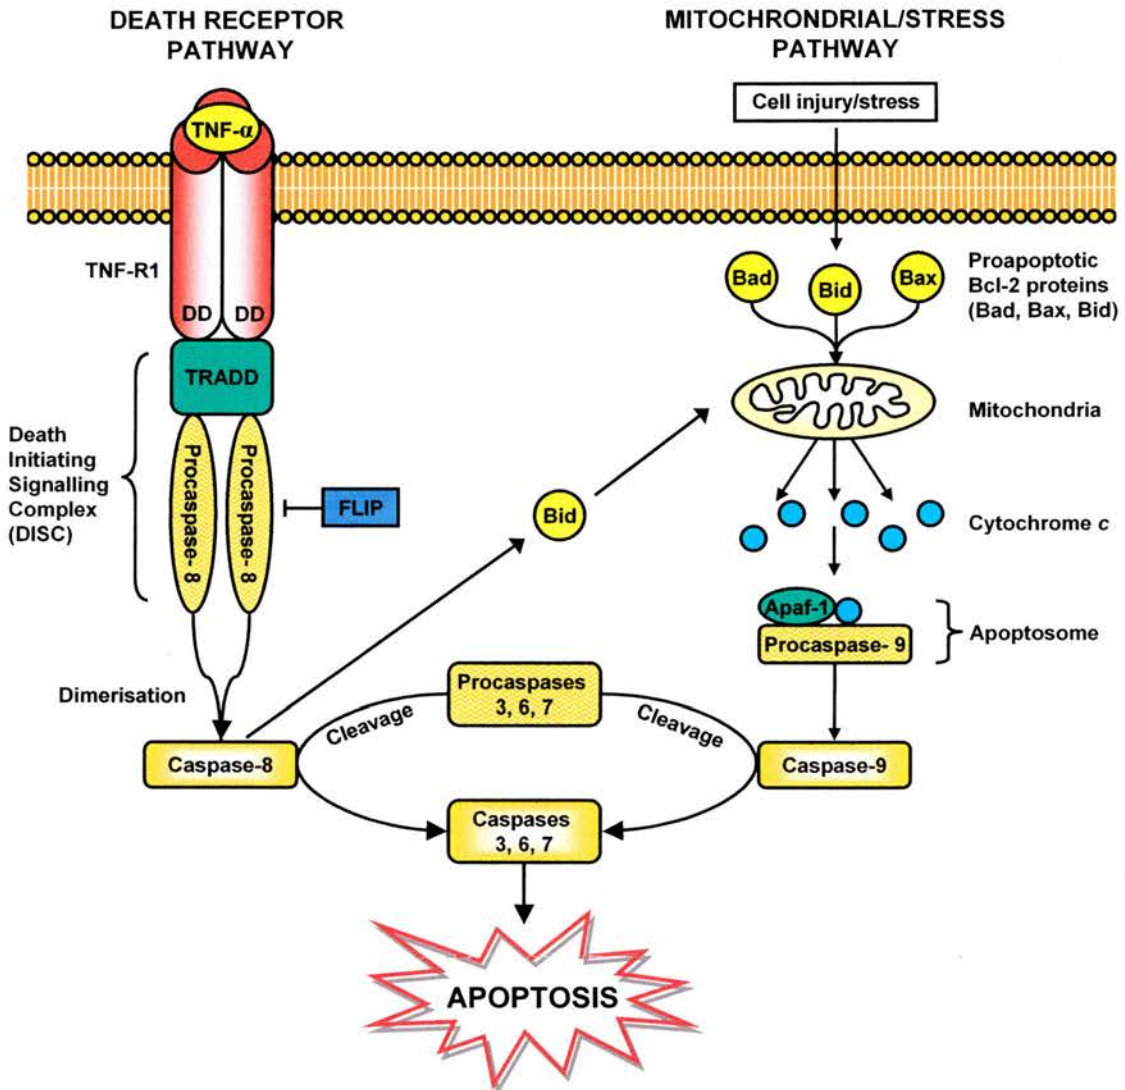 DEATH RECEPTOR
PATHWAY
MITOCHRONDRIAL/STRESS
PATHWAY
Cell injury/stress
TNF-α
TNF-R1
DD
DD
Bad
Bid
Bax
Proapoptotic
Bcl-2 proteins
(Bad, Bax, Bid)
TRADD
Mitochondria
Death
Initiating
Signalling
Complex
(DISC)
Procaspase- 8
Procaspase- 8
FLIP
Bid
Cytochrome c
Apaf-1
Procaspase- 9
Apoptosome
Dimerisation
Procaspases
3, 6, 7
Cleavage
Cleavage
Caspase-8
Caspase-9
Caspases
3, 6, 7
APOPTOSIS